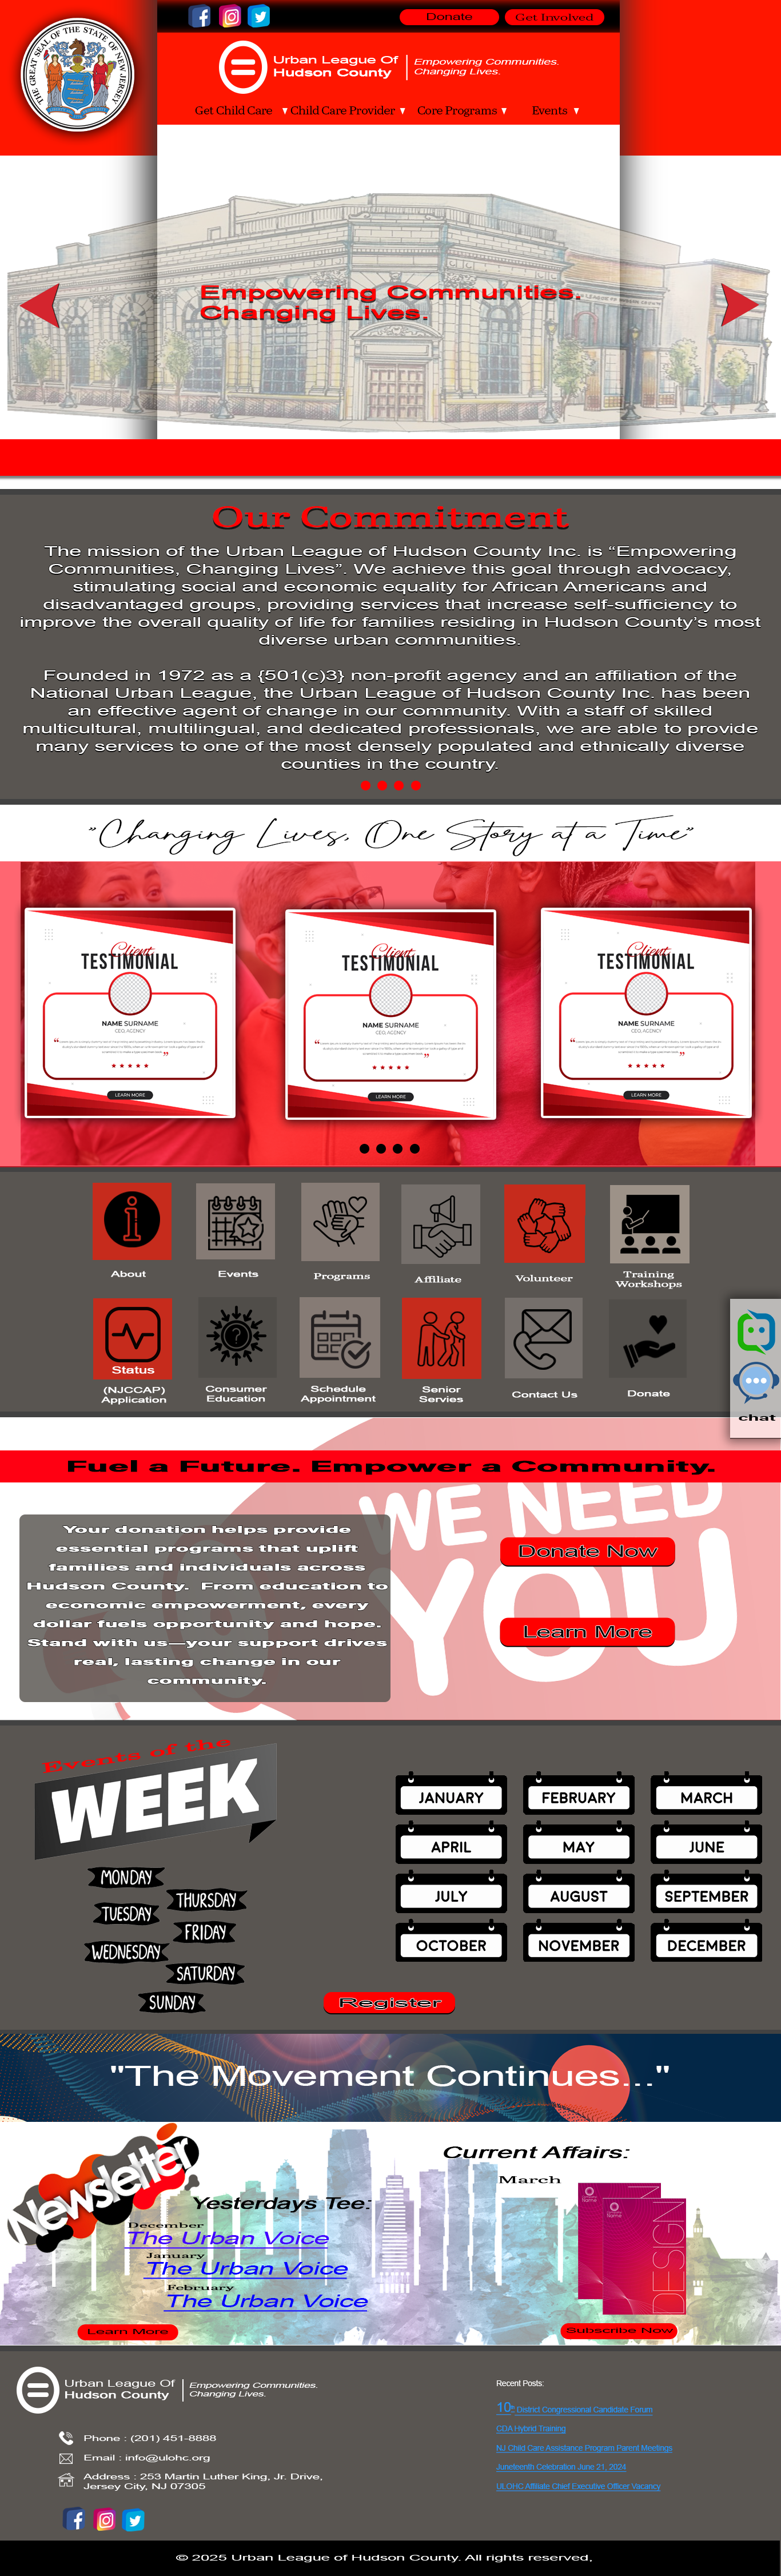 Donate
Get Involved
THE GREAT SEAL OF THE STATE OF NEW JERSEY
Urban League Of
Hudson County
Empowering Communities.
Changing Lives.
Get Child Care
Child Care Provider
Core Programs
Events
Empowering Communities.
Changing Lives.
Our Commitment
The mission of the Urban League of Hudson County Inc. is “Empowering
Communities, Changing Lives”. We achieve this goal through advocacy,
stimulating social and economic equality for African Americans and
disadvantaged groups, providing services that increase self-sufficiency to
improve the overall quality of life for families residing in Hudson County’s most
diverse urban communities.
Founded in 1972 as a {501(c)3} non-profit agency and an affiliation of the
National Urban League, the Urban League of Hudson County Inc. has been
an effective agent of change in our community. With a staff of skilled
multicultural, multilingual, and dedicated professionals, we are able to provide
many services to one of the most densely populated and ethnically diverse
counties in the country.
"Changing Lives, One Story at a Time"
Client
TESTIMONIAL
NAME SURNAME
CEO, AGENCY
LEARN MORE
Client
TESTIMONIAL
NAME SURNAME
CEO, AGENCY
LEARN MORE
Client
TESTIMONIAL
NAME SURNAME
CEO, AGENCY
LEARN MORE
About
Events
Programs
Affiliate
Volunteer
Training
Workshops
Status
(NJCCAP)
Application
?
Consumer
Education
Schedule
Appointment
Senior
Servies
Contact Us
Donate
chat
Fuel a Future. Empower a Community.
WE NEED
YOU
Your donation helps provide
essential programs that uplift
families and individuals across
Hudson County. From education to
economic empowerment, every
dollar fuels opportunity and hope.
Stand with us—your support drives
real, lasting change in our
community.
Donate Now
Learn More
Events of the
WEEK
MONDAY
THURSDAY
TUESDAY
FRIDAY
WEDNESDAY
SATURDAY
SUNDAY
JANUARY
FEBRUARY
MARCH
APRIL
MAY
JUNE
JULY
AUGUST
SEPTEMBER
OCTOBER
NOVEMBER
DECEMBER
Register
"The Movement Continues..."
Newsletter
Yesterdays Tee:
December
The Urban Voice
January
The Urban Voice
February
The Urban Voice
Learn More
Current Affairs:
March
Name
Name
DESIGN
Subscribe Now
Urban League Of
Hudson County
Empowering Communities.
Changing Lives.
Phone : (201) 451-8888
Email : info@ulohc.org
Address : 253 Martin Luther King, Jr. Drive,
Jersey City, NJ 07305
Recent Posts:
10th District Congressional Candidate Forum
CDA Hybrid Training
NJ Child Care Assistance Program Parent Meetings
Juneteenth Celebration June 21, 2024
ULOHC Affiliate Chief Executive Officer Vacancy
© 2025 Urban League of Hudson County. All rights reserved,